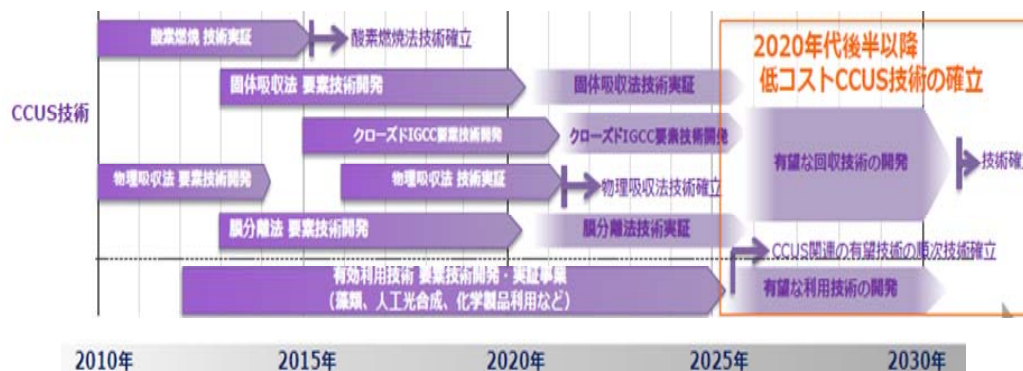 酸素燃焼 技術実証
酸素燃焼法技術確立
2020年代後半以降
低コストCCUS技術の確立
固体吸収法 要素技術開発
固体吸収法技術実証
CCUS技術
クローズドIGCC要素技術開発
クローズドIGCC要素技術開発
有望な回収技術の開発
技術確立
物理吸収法 要素技術開発
物理吸収法 技術実証
物理吸収法技術確立
膜分離法 要素技術開発
膜分離法技術実証
CCUS関連の有望技術の順次技術確立
有効利用技術 要素技術開発・実証事業
(藻類、人工光合成、化学製品利用など)
有望な利用技術の開発
2010年
2015年
2020年
2025年
2030年